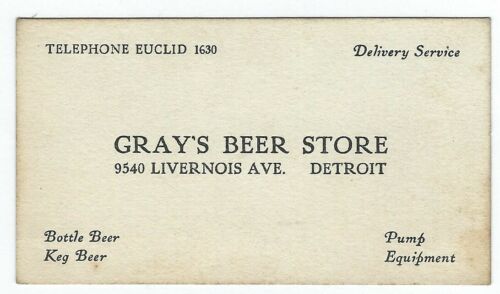 TELEPHONE EUCLID 1630
Delivery Service
GRAY'S BEER STORE
9540 LIVERNOIS AVE. DETROIT
Bottle Beer
Keg Beer
Pump
Equipment